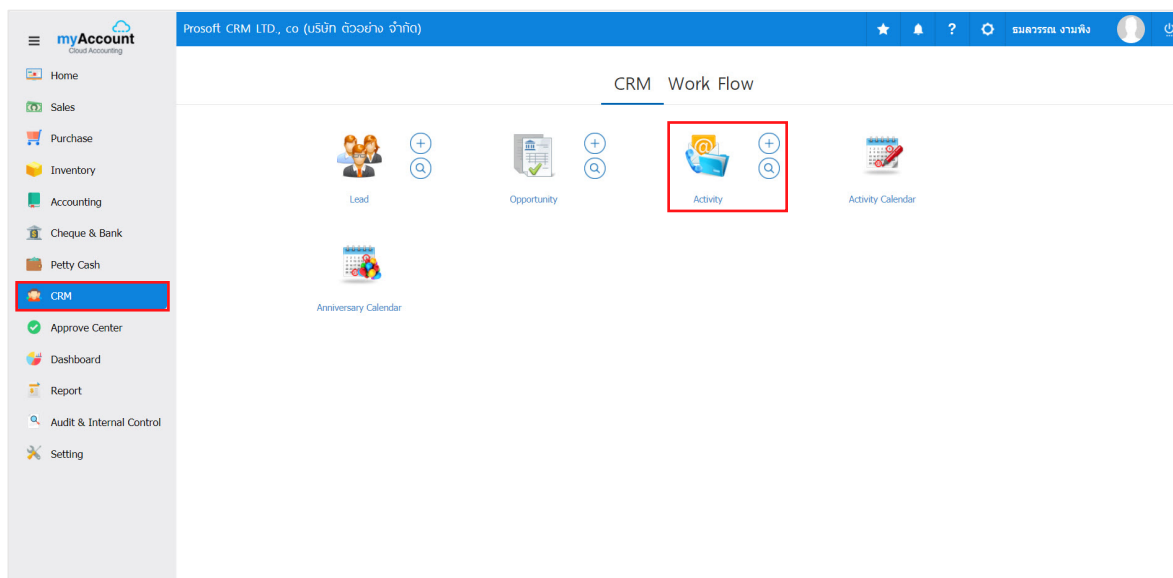 myAccount
Cloud Accounting
Prosoft CRM LTD., co (บริษัท ตัวอย่าง จำกัด)
?
ธมลวรรณ งามพิง
Home
Sales
Purchase
Inventory
Accounting
Cheque & Bank
Petty Cash
CRM
Approve Center
Dashboard
Report
Audit & Internal Control
Setting
CRM Work Flow
Lead
Opportunity
Activity
Activity Calendar
Anniversary Calendar